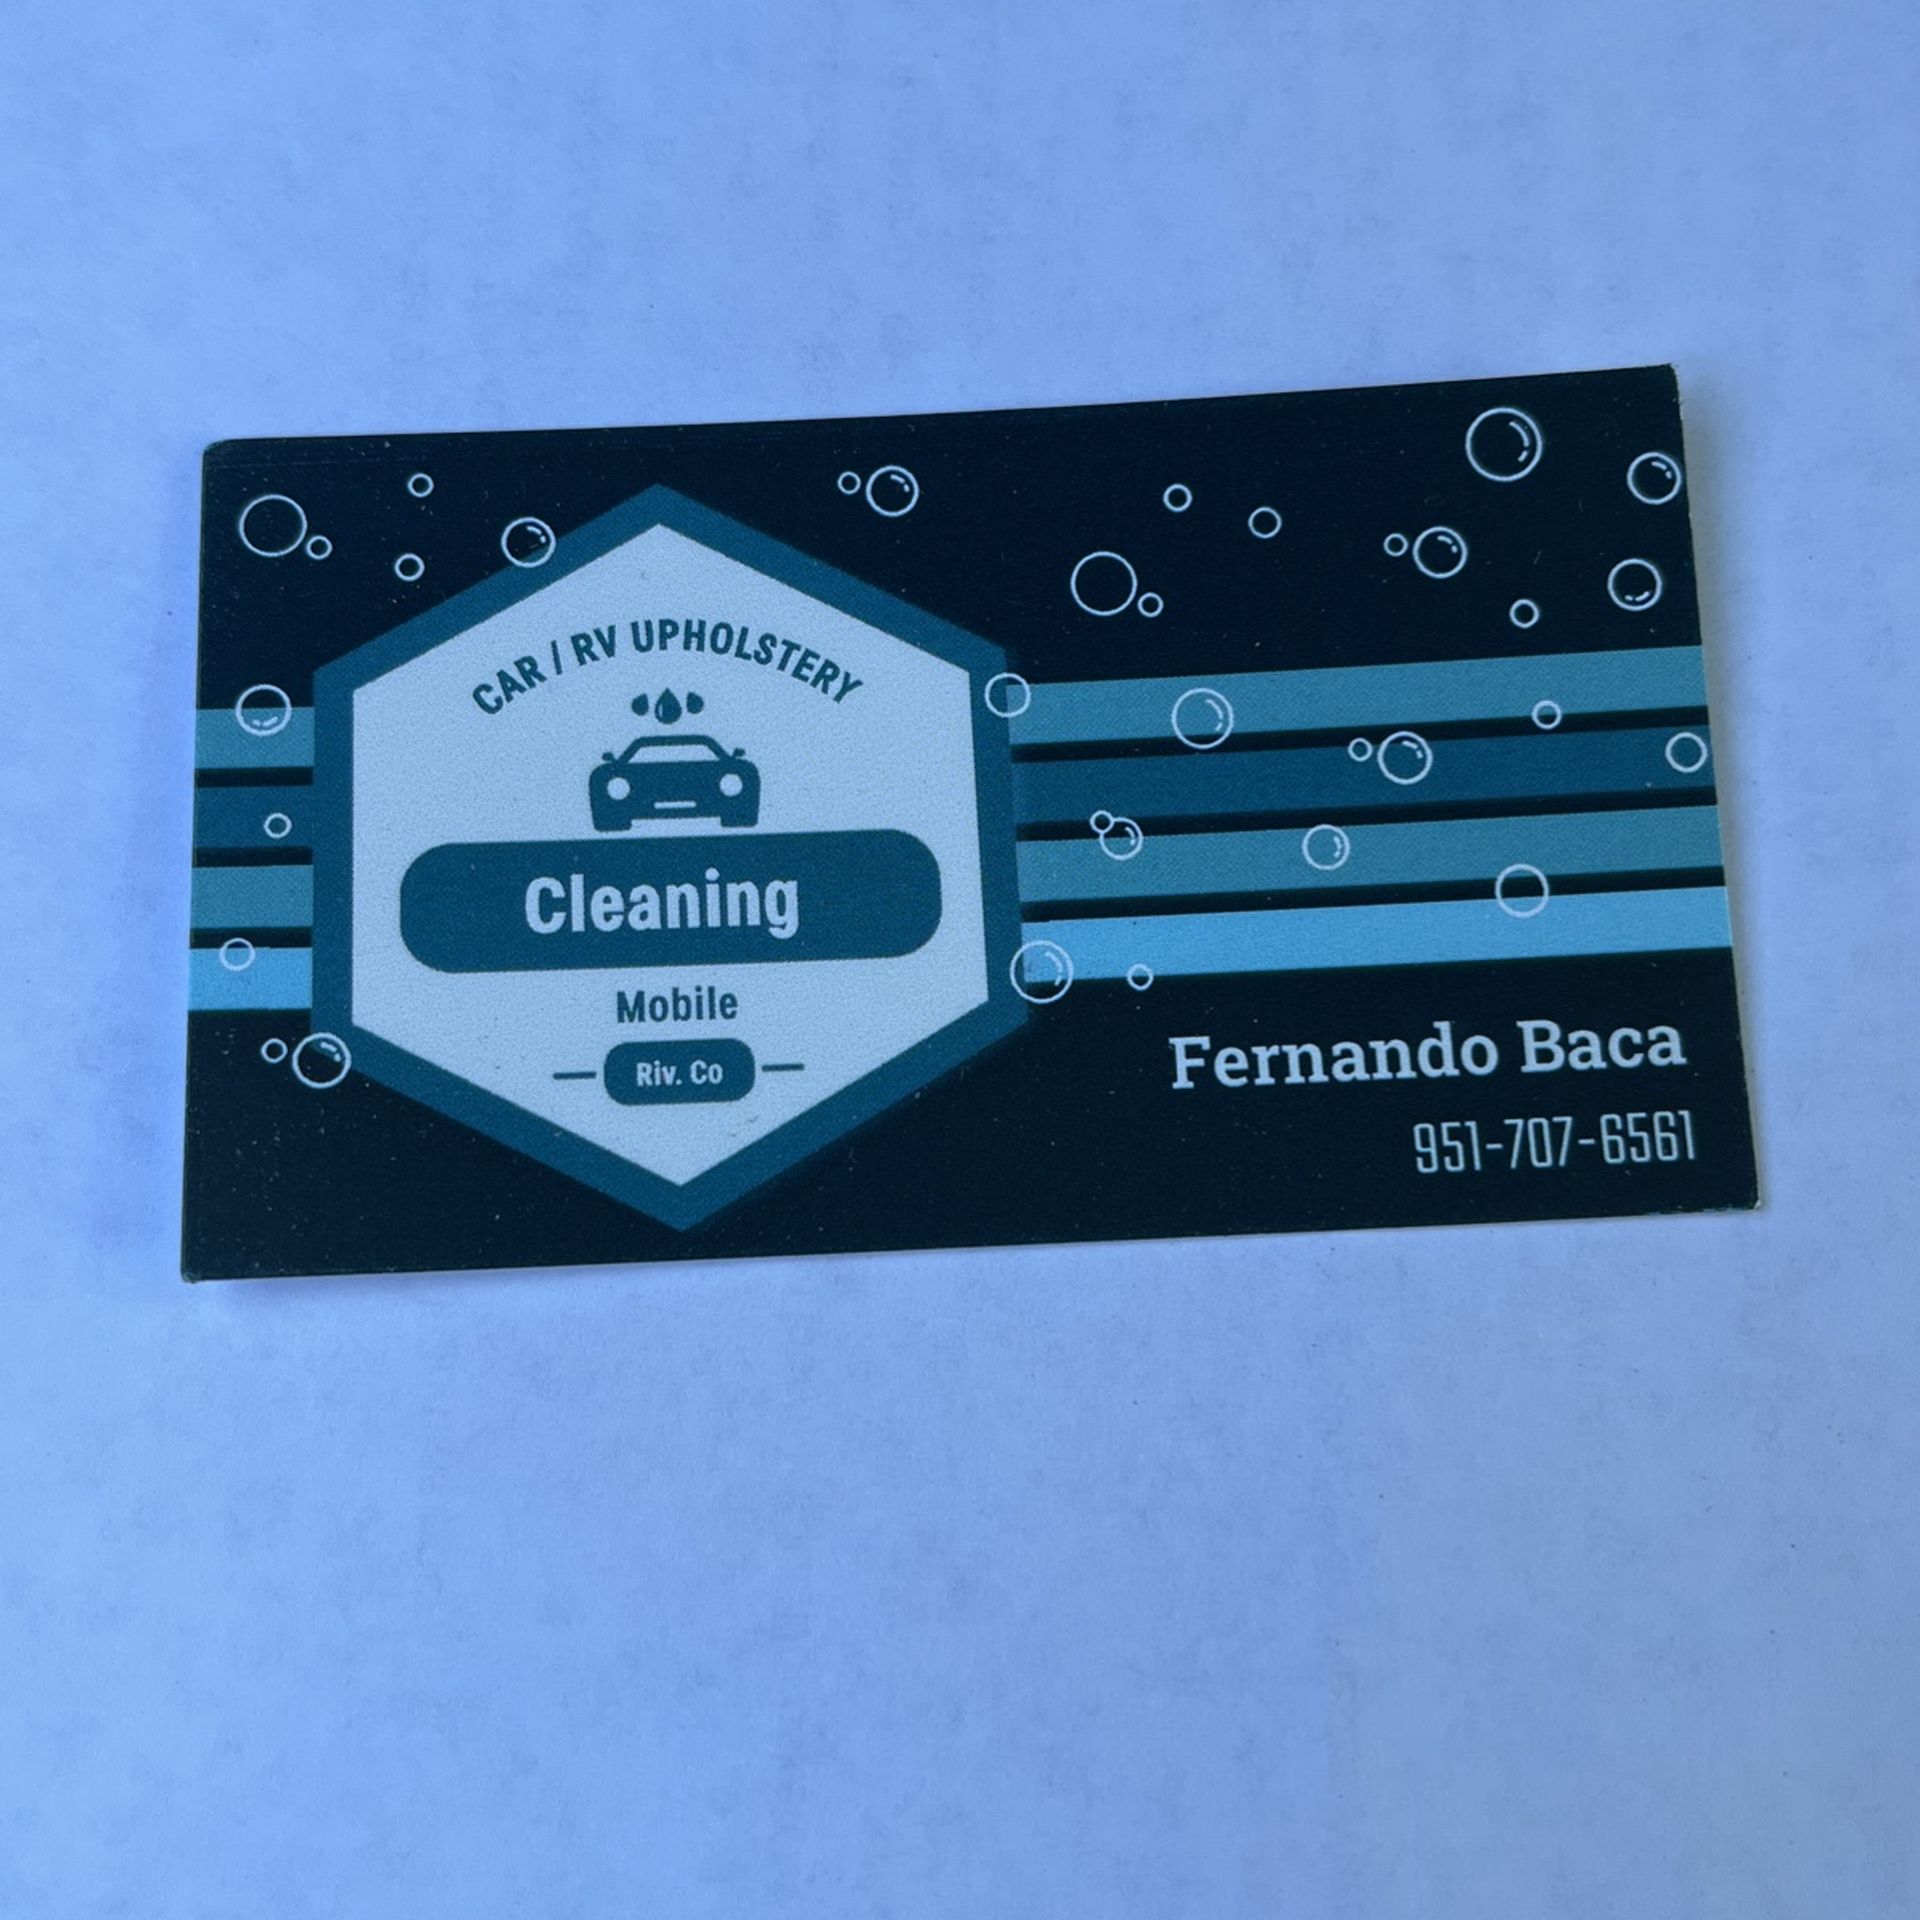 CAR / RV UPHOLSTERY
Cleaning
Mobile
Riv. Co
Fernando Baca
951-707-6561